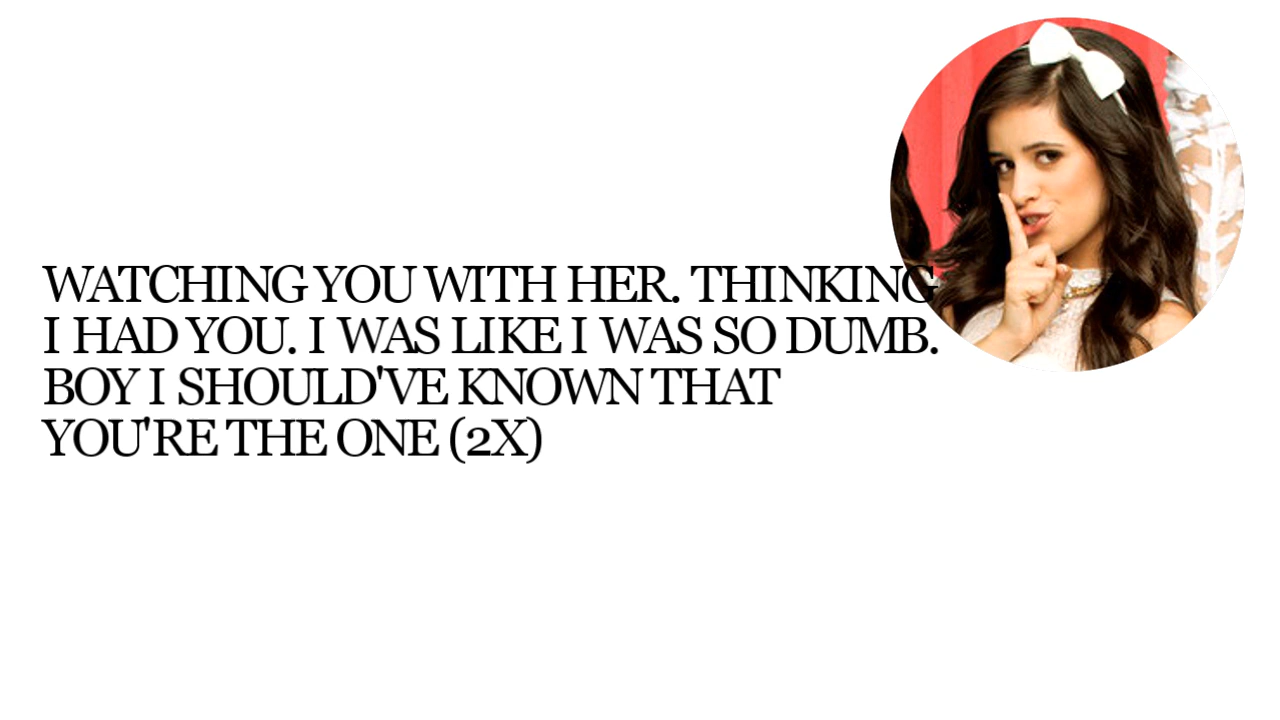 WATCHING YOU WITH HER. THINKING
I HAD YOU. I WAS LIKE I WAS SO DUMB.
BOY I SHOULD'VE KNOWN THAT
YOU'RE THE ONE (2X)